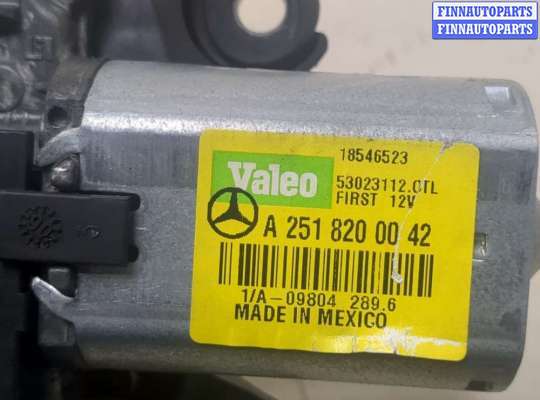 FINNAUTOPARTS
FINNAUTOPARTS
18546523
Valeo
53023112.CTL
FIRST 12V
A 251 820 00 42
1/A-09804 289.6
MADE IN MEXICO